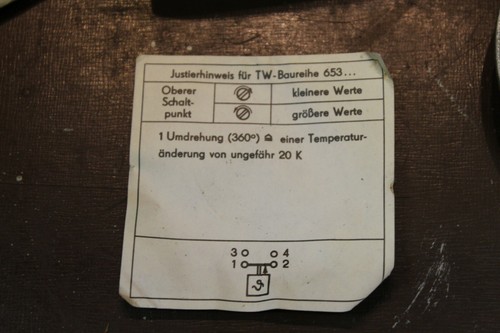 Justierhinweis für TW-Baureihe 653...
Oberer
Schalt-
punkt
kleinere Werte
größere Werte
1 Umdrehung (360°) ≙ einer Temperatur-
änderung von ungefähr 20 K
3 4
1 2
ϑ